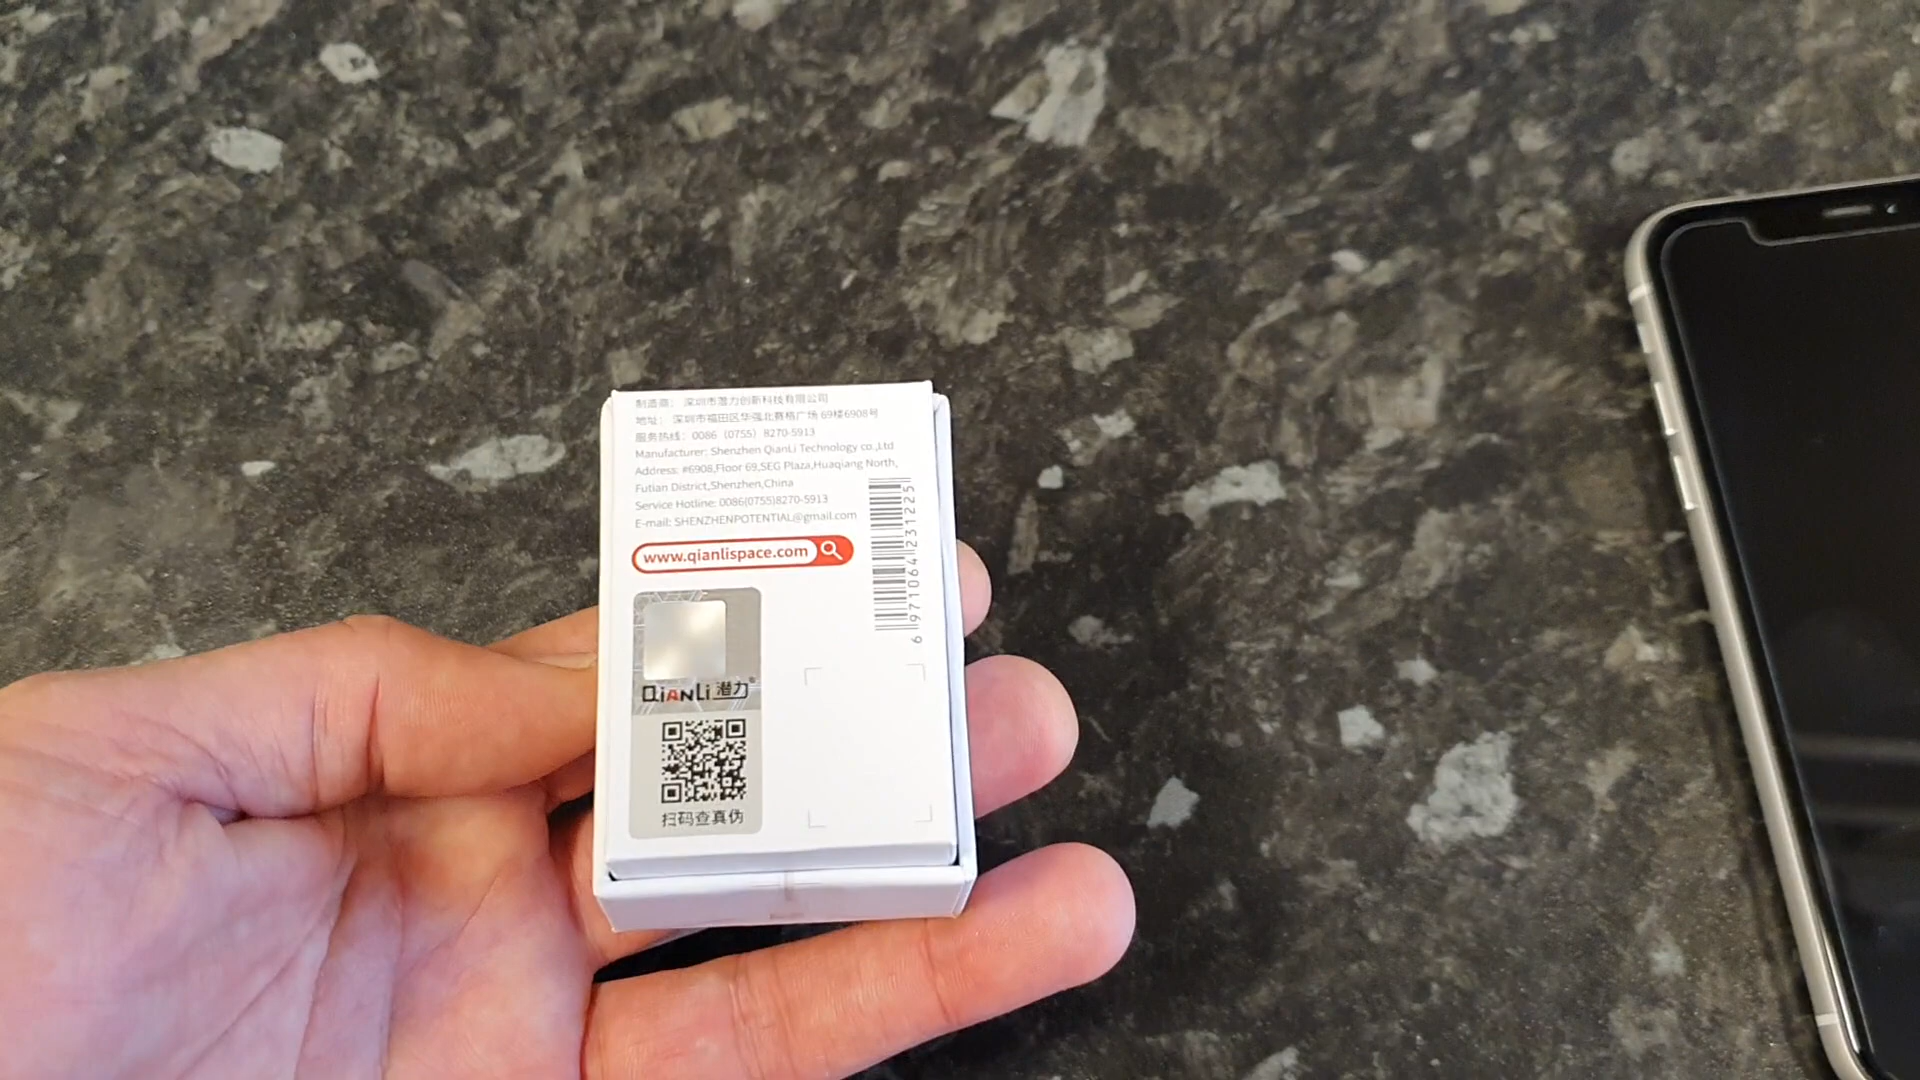 制造商： 深圳市潜力创新科技有限公司
地址： 深圳市福田区华强北赛格广场 69楼6908号
服务热线：0086（0755）8270-5913
Manufacturer: Shenzhen QianLi Technology co.,Ltd
Address: #6908,Floor 69,SEG Plaza,Huaqiang North,
Futian District,Shenzhen,China
Service Hotline: 0086(0755)8270-5913
E-mail: SHENZHENPOTENTIAL@gmail.com
www.qianlispace.com
6 971064 231225
QIANLI 潜力®
扫码查真伪